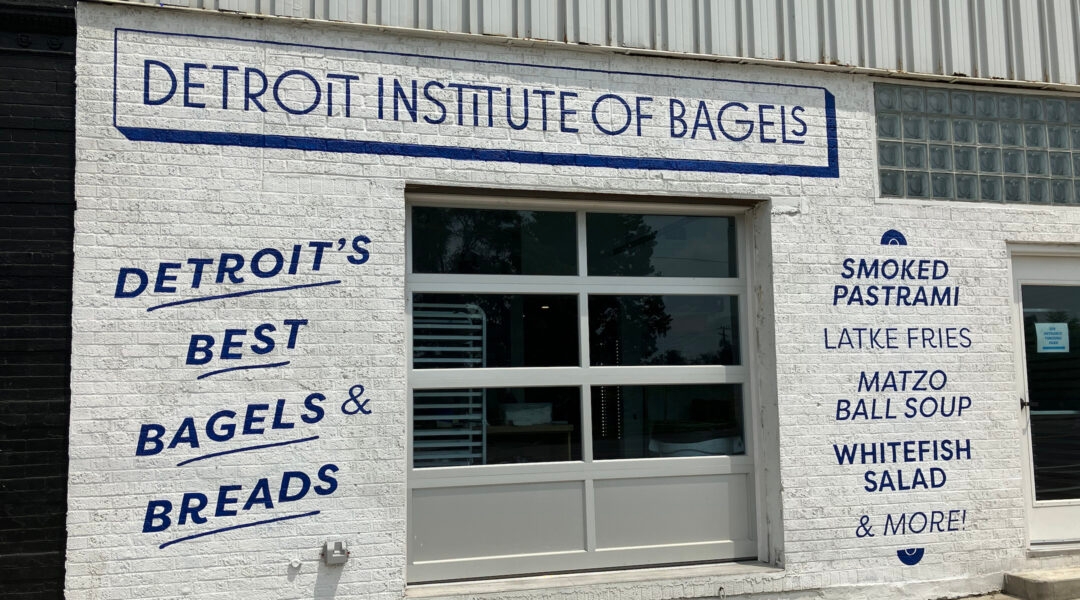 DETROIT INSTITUTE OF BAGELS
DETROIT'S
BEST
BAGELS &
BREADS
SMOKED
PASTRAMI
LATKE FRIES
MATZO
BALL SOUP
WHITEFISH
SALAD
& MORE!